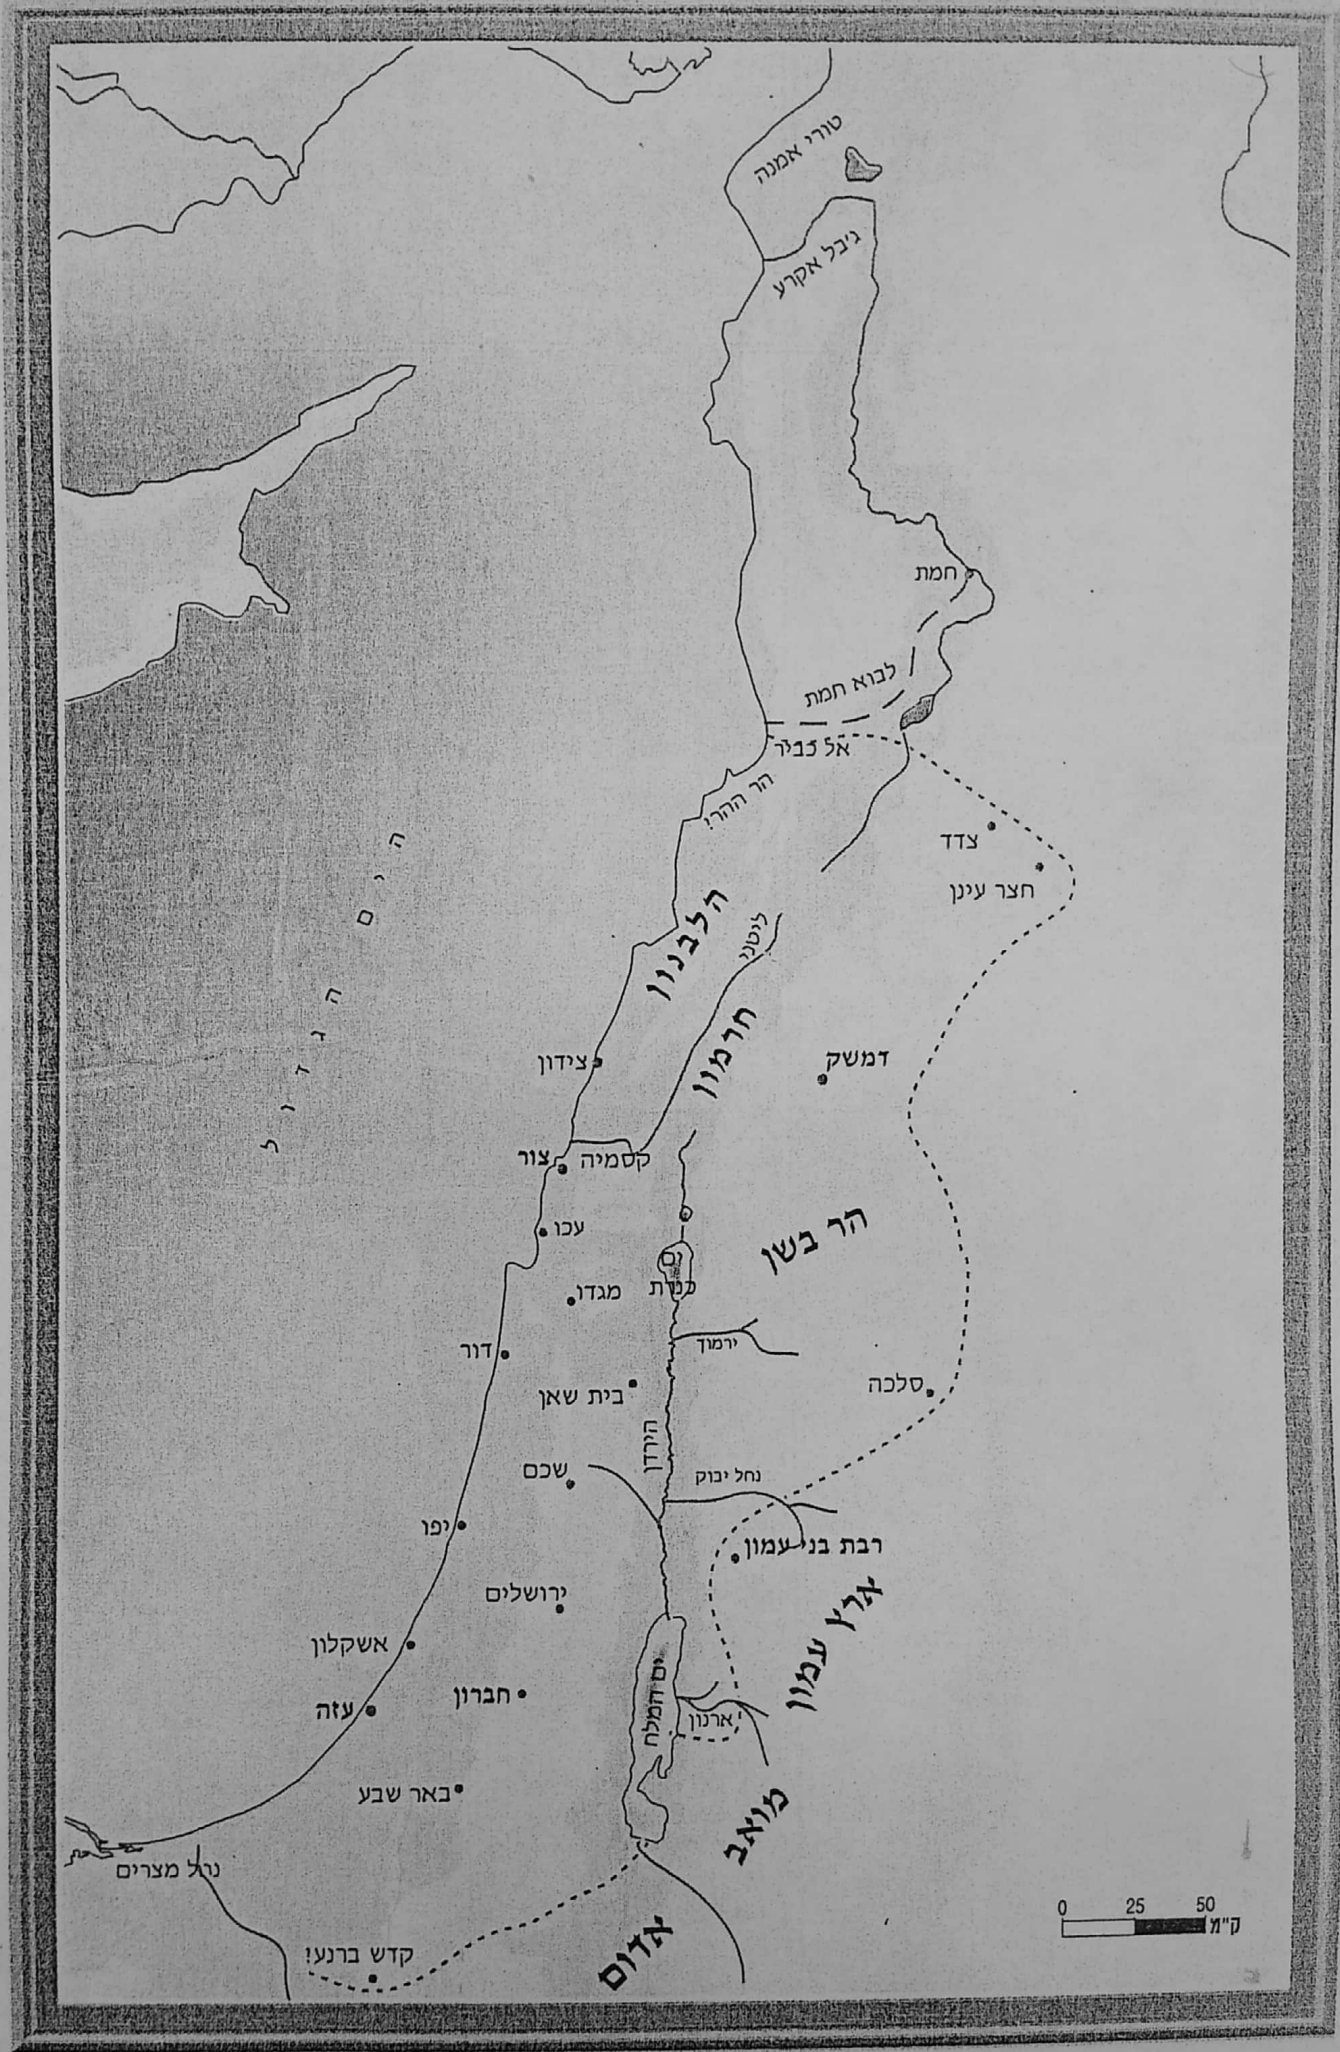 טורי אמנה
ג׳בל אקרע
חמת
לבוא חמת
אל כביר
הר ההר?
צדד
חצר עינן
הים הגדול
הלבנון
ליטני
חרמון
צידון
דמשק
צור
קסמיה
עכו
הר בשן
ים
כנרת
מגדו
דור
ירמוך
בית שאן
סלכה
הירדן
שכם
נחל יבוק
יפו
רבת בני עמון
ירושלים
ארץ עמון
אשקלון
חברון
עזה
ים המלח
ארנון
באר שבע
מואב
נחל מצרים
אדום
קדש ברנע?
0 25 50
ק"מ